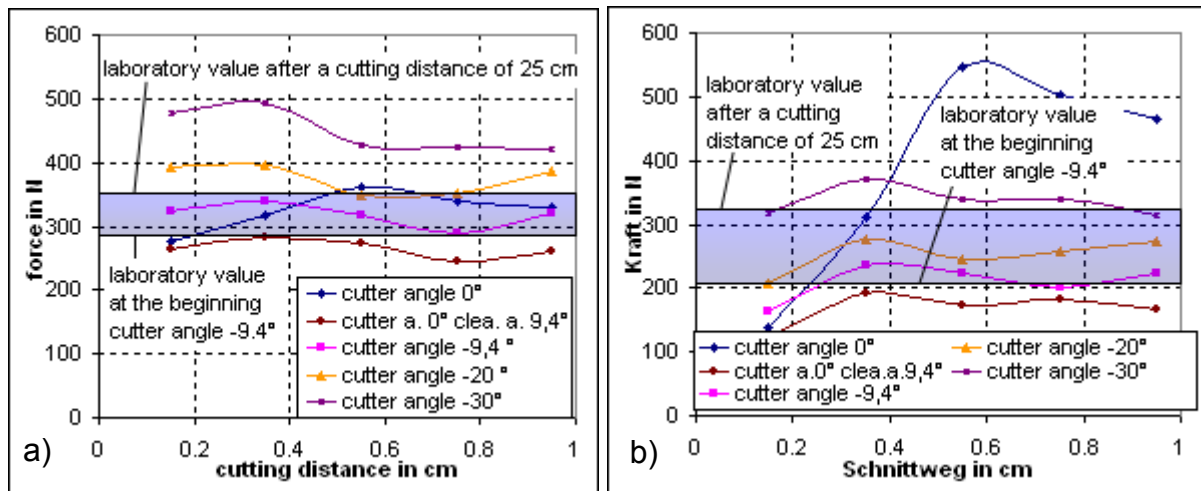 600
500
400
300
200
100
0
force in N
laboratory value after a cutting distance of 25 cm
laboratory value
at the beginning
cutter angle -9.4°
cutter angle 0°
cutter a. 0° clea. a. 9,4°
cutter angle -9,4 °
cutter angle -20 °
cutter angle -30°
0 0.2 0.4 0.6 0.8 1
cutting distance in cm
a)
600
500
400
300
200
100
0
Kraft in N
laboratory value
after a cutting
distance of 25 cm
laboratory value
at the beginning
cutter angle -9.4°
cutter angle 0°
cutter angle -20°
cutter a.0° clea.a.9,4°
cutter angle -30°
cutter angle -9,4°
0 0.2 0.4 0.6 0.8 1
Schnittweg in cm
b)